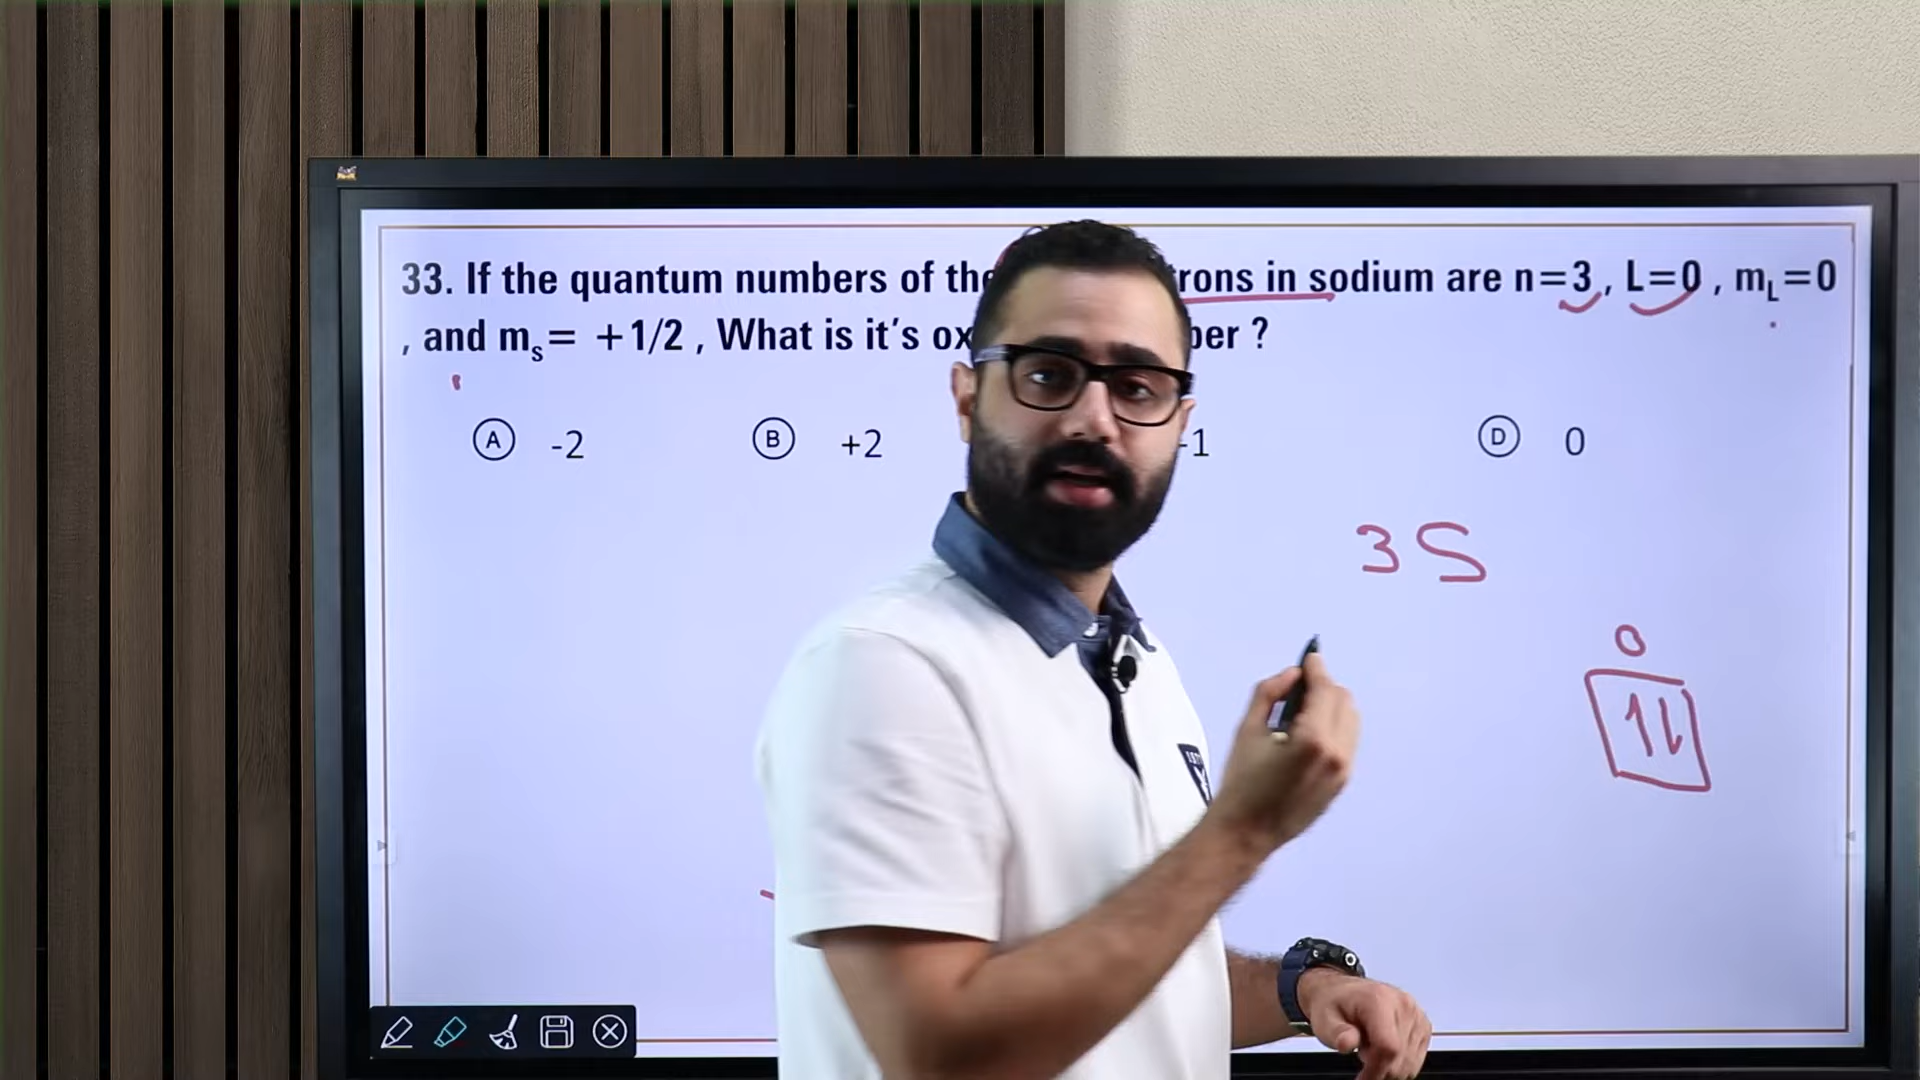 33. If the quantum numbers of the rons in sodium are n=3 , L=0 , mL=0
, and ms= +1/2 , What is it's ox ber ?
A -2 B +2 -1 D 0
3S
0
1L